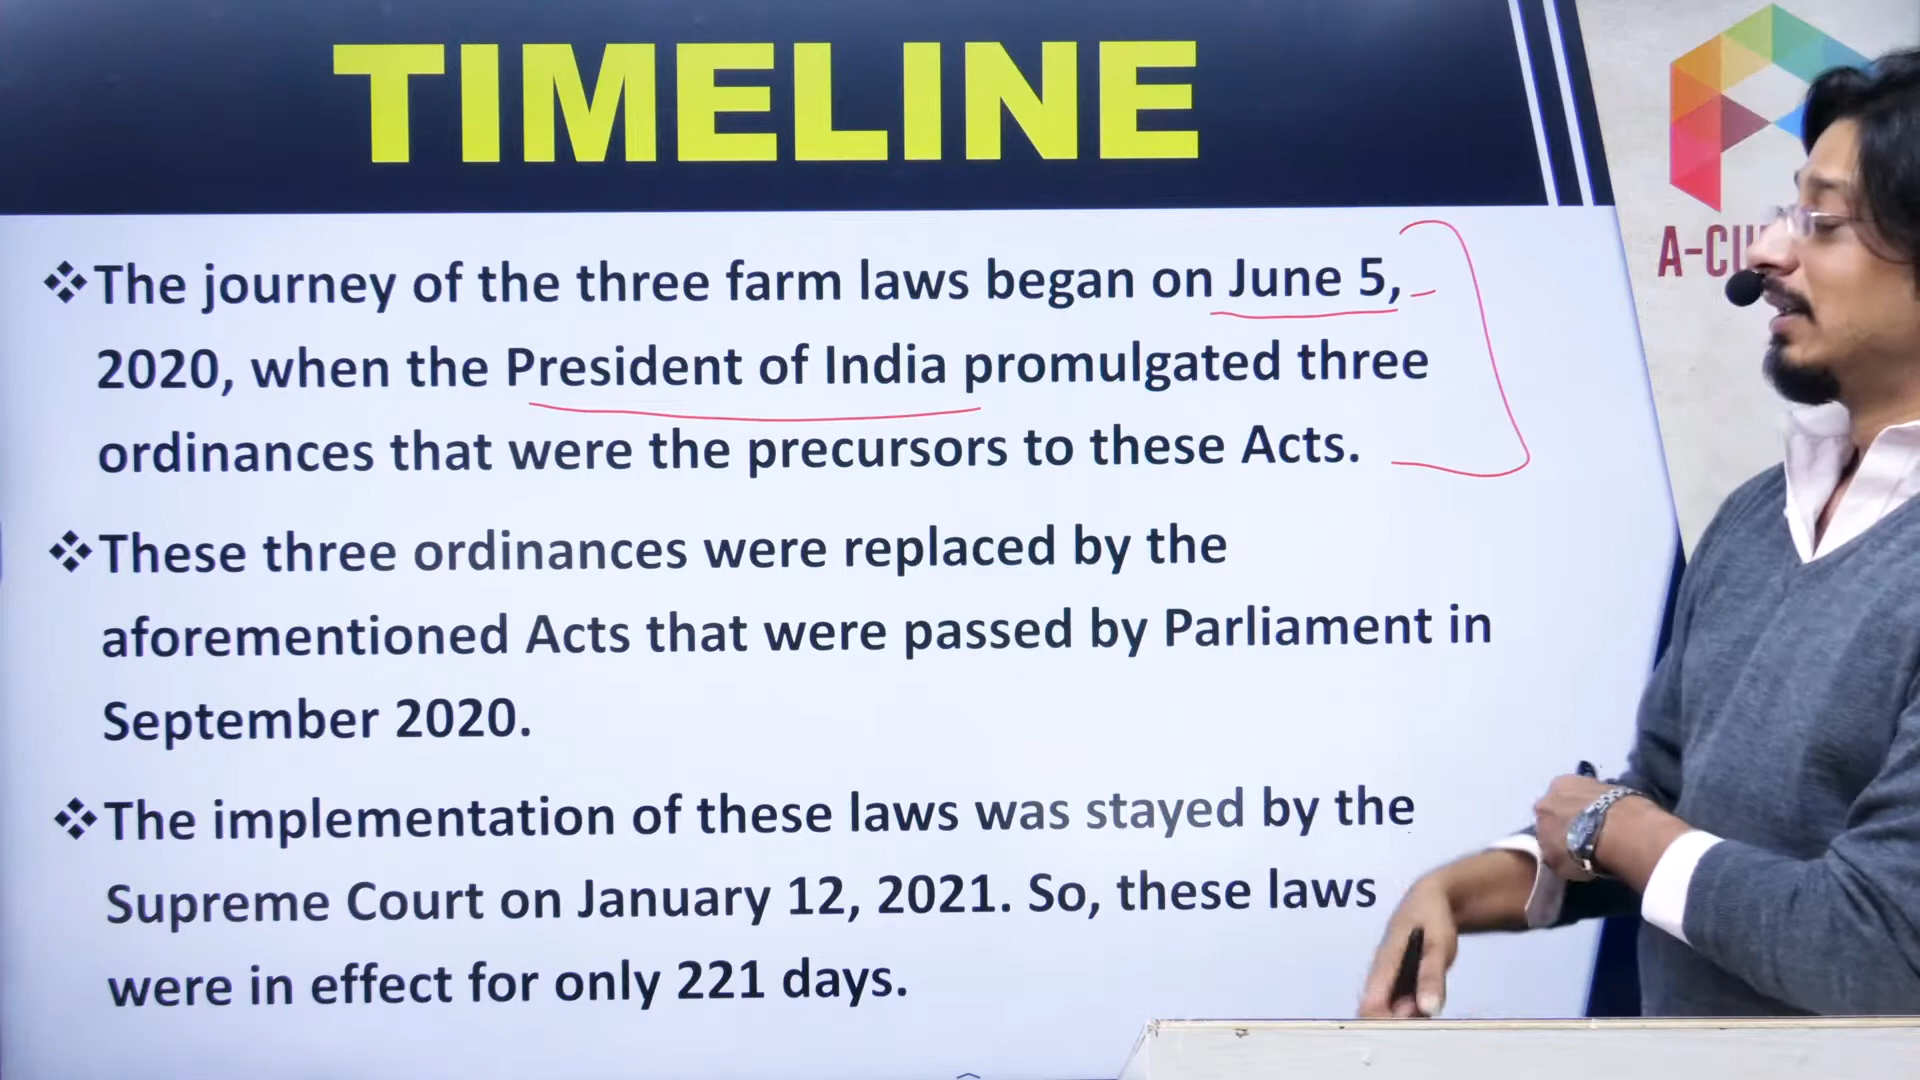 TIMELINE
A-CU
❖The journey of the three farm laws began on June 5,
2020, when the President of India promulgated three
ordinances that were the precursors to these Acts.
❖These three ordinances were replaced by the
aforementioned Acts that were passed by Parliament in
September 2020.
❖The implementation of these laws was stayed by the
Supreme Court on January 12, 2021. So, these laws
were in effect for only 221 days.